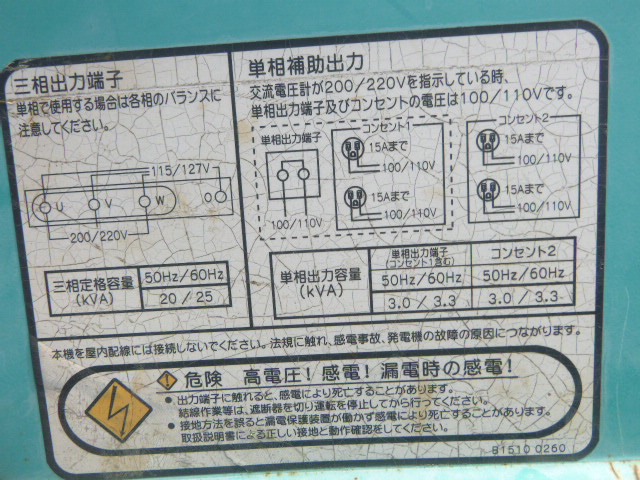 三相出力端子
単相で使用する場合は各相のバランスに
注意してください。
115/127V
U V W O
200/220V
三相定格容量
(KVA)
50Hz/60Hz
20 / 25
単相補助出力
交流電圧計が200/220Vを指示している時、
単相出力端子及びコンセントの電圧は100/110Vです。
単相出力端子
100/110V
コンセント1
15Aまで
100/110V
15Aまで
100/110V
コンセント2
15Aまで
100/110V
15Aまで
100/110V
単相出力容量
(KVA)
単相出力端子
(コンセント1含む)
コンセント2
50Hz/60Hz
50Hz/60Hz
3.0 / 3.3
3.0 / 3.3
本機を屋内配線には接続しないでください。法規に触れ、感電事故、発電機の故障の原因につながります。
危険 高電圧!感電!漏電時の感電!
• 出力端子に触れると、感電により死亡することがあります。
結線作業等は、遮断器を切り運転を停止してから行ってください。
• 接地方法を誤ると漏電保護装置が働かず感電により死亡することがあります。
取扱説明書による正しい接地と動作確認をしてください。
81510 0260